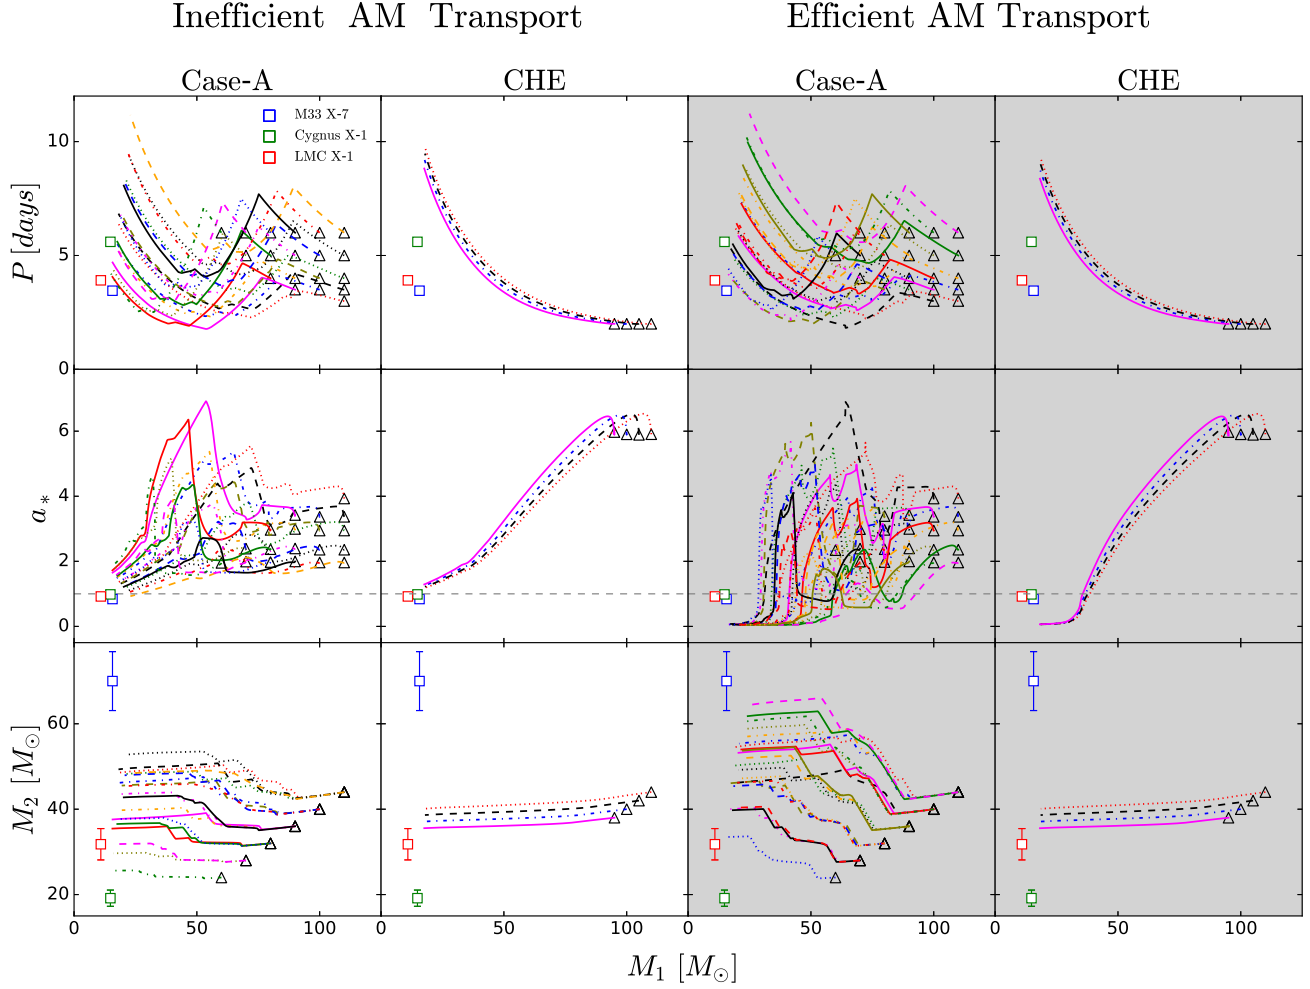 Inefficient AM Transport
Efficient AM Transport
Case-A
CHE
Case-A
CHE
M33 X-7
Cygnus X-1
LMC X-1
10
5
0
P [days]
6
4
2
0
a*
60
40
20
M₂ [M⊙]
0
50
100
0
50
100
0
50
100
0
50
100
M₁ [M⊙]